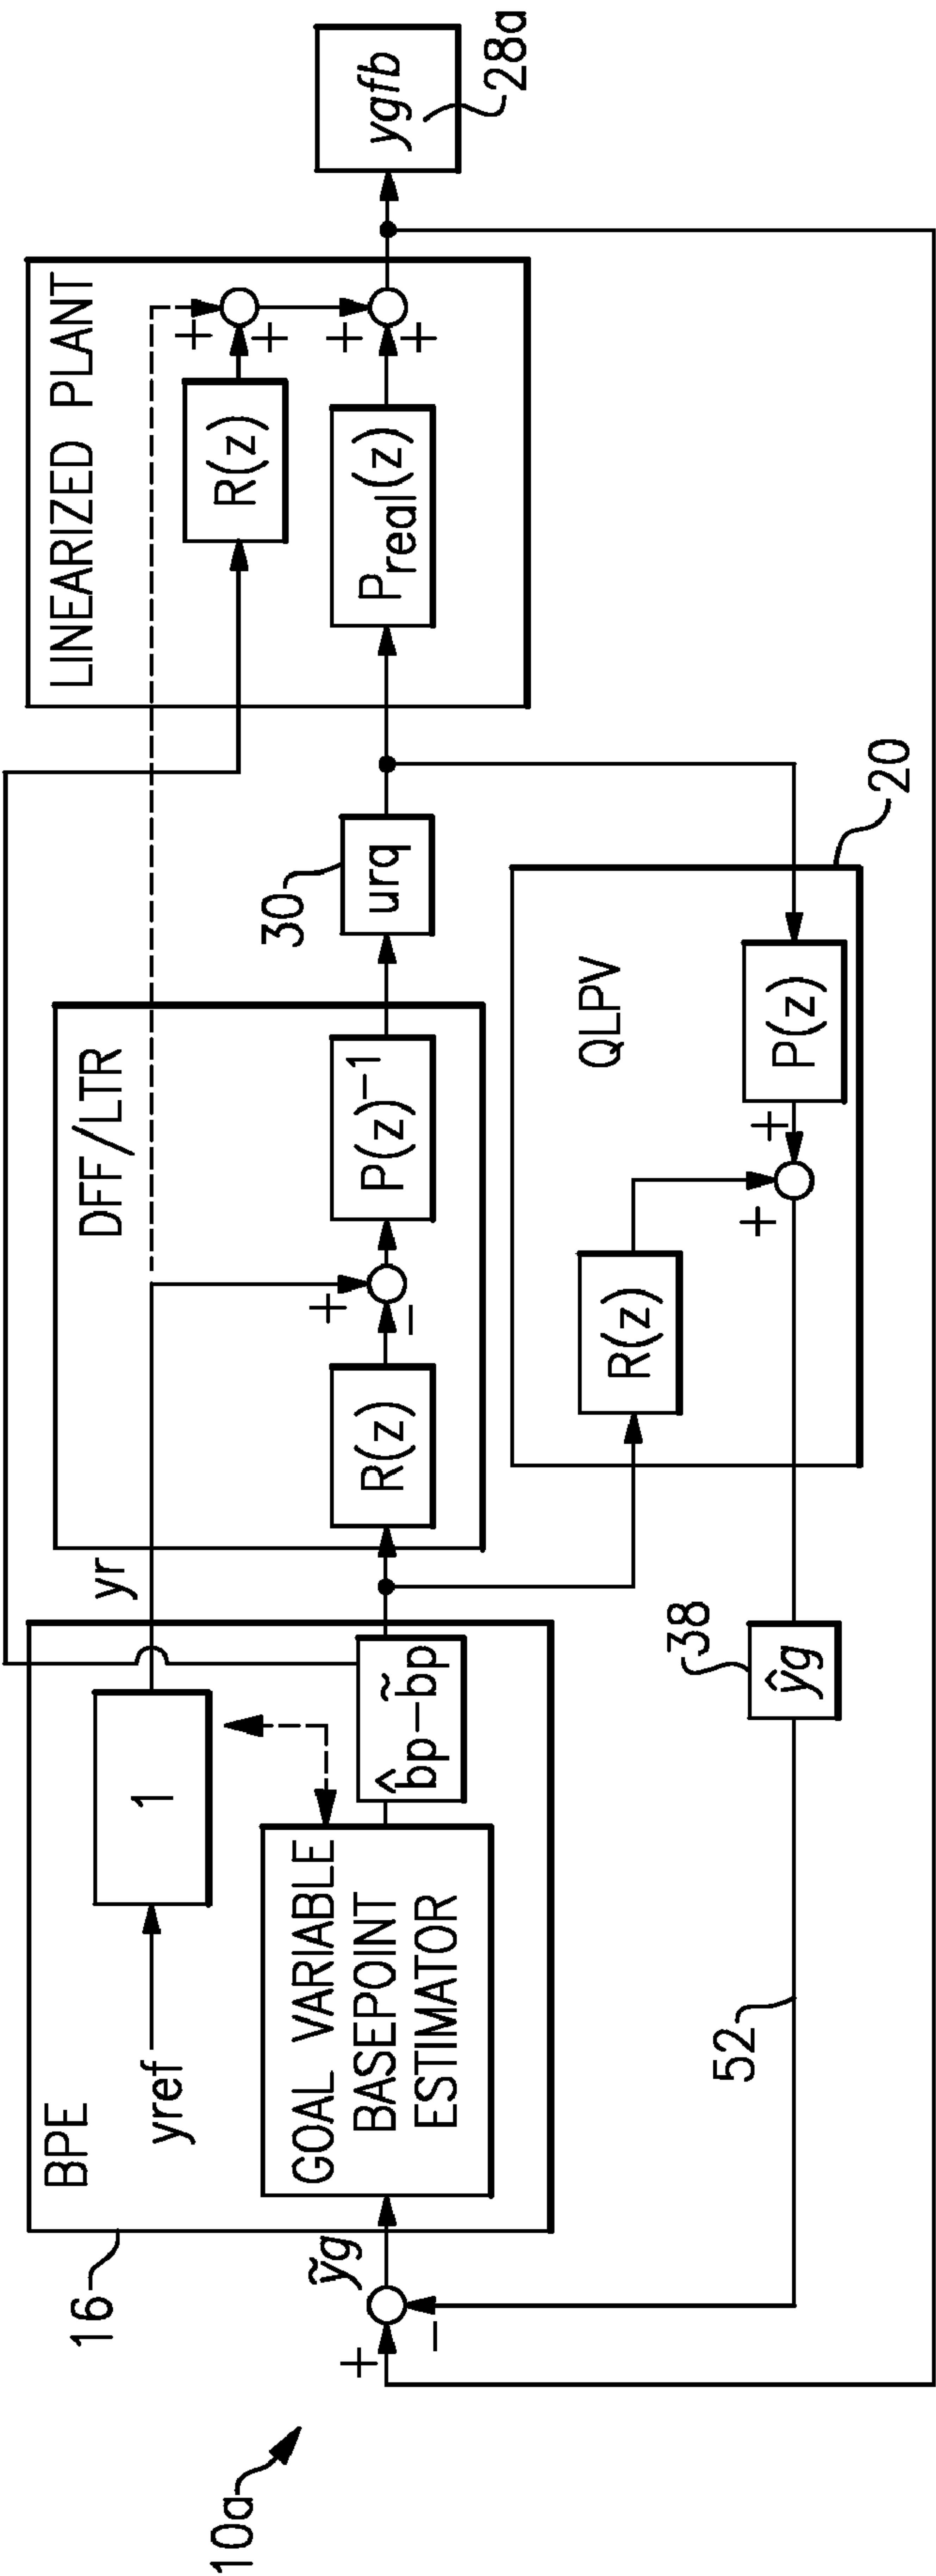 10a
16
BPE
yref
1
yr
GOAL VARIABLE
BASEPOINT
ESTIMATOR
ỹg
+
−
b̂p-b̃p
DFF/LTR
R(z)
+
−
P(z)⁻¹
30
urq
LINEARIZED PLANT
R(z)
+
+
P_real(z)
+
+
ygfb
28a
QLPV
20
R(z)
P(z)
+
+
38
ŷg
52